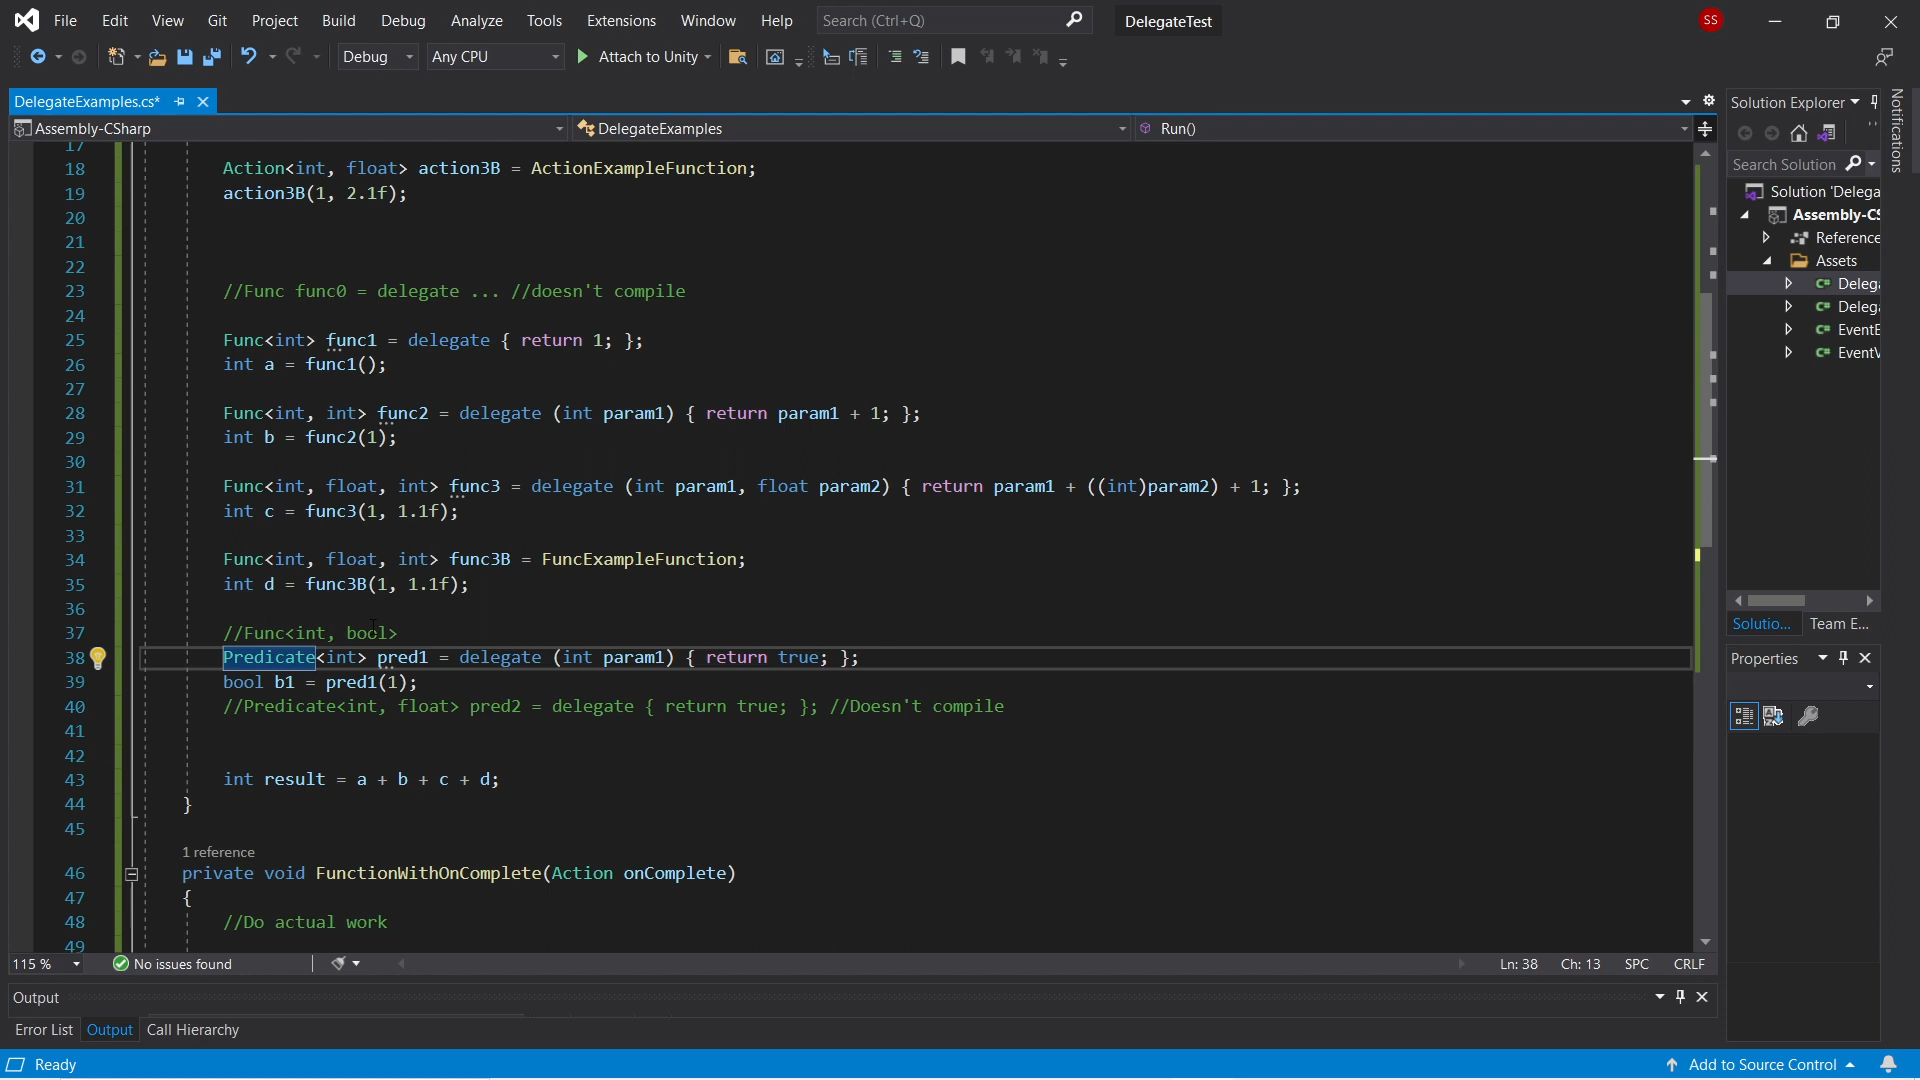 File Edit View Git Project Build Debug Analyze Tools Extensions Window Help Search (Ctrl+Q) DelegateTest SS
Debug Any CPU Attach to Unity
DelegateExamples.cs*
Assembly-CSharp DelegateExamples Run()
17
18 Action<int, float> action3B = ActionExampleFunction;
19 action3B(1, 2.1f);
20
21
22
23 //Func func0 = delegate ... //doesn't compile
24
25 Func<int> func1 = delegate { return 1; };
26 int a = func1();
27
28 Func<int, int> func2 = delegate (int param1) { return param1 + 1; };
29 int b = func2(1);
30
31 Func<int, float, int> func3 = delegate (int param1, float param2) { return param1 + ((int)param2) + 1; };
32 int c = func3(1, 1.1f);
33
34 Func<int, float, int> func3B = FuncExampleFunction;
35 int d = func3B(1, 1.1f);
36
37 //Func<int, bool>
38 Predicate<int> pred1 = delegate (int param1) { return true; };
39 bool b1 = pred1(1);
40 //Predicate<int, float> pred2 = delegate { return true; }; //Doesn't compile
41
42
43 int result = a + b + c + d;
44 }
45
1 reference
46 private void FunctionWithOnComplete(Action onComplete)
47 {
48 //Do actual work
49
115 % No issues found Ln: 38 Ch: 13 SPC CRLF
Output
Error List Output Call Hierarchy
Ready Add to Source Control
Solution Explorer
Search Solution
Solution 'Delega
Assembly-CS
Reference
Assets
C# Delega
C# Delega
C# EventE
C# EventV
Solutio... Team E...
Properties
Notifications